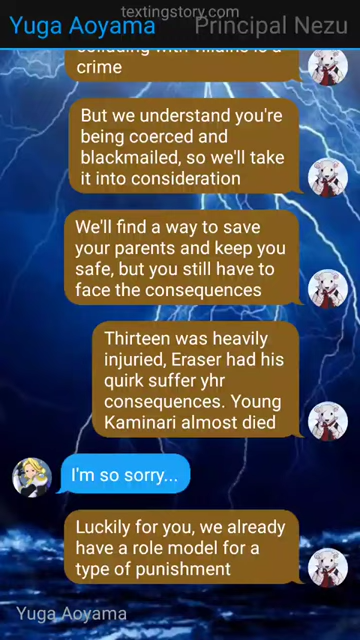 textingstory.com
Yuga Aoyama Principal Nezu
colluding with villains is a
crime
But we understand you're
being coerced and
blackmailed, so we'll take
it into consideration
We'll find a way to save
your parents and keep you
safe, but you still have to
face the consequences
Thirteen was heavily
injuried, Eraser had his
quirk suffer yhr
consequences. Young
Kaminari almost died
I'm so sorry...
Luckily for you, we already
have a role model for a
type of punishment
Yuga Aoyama